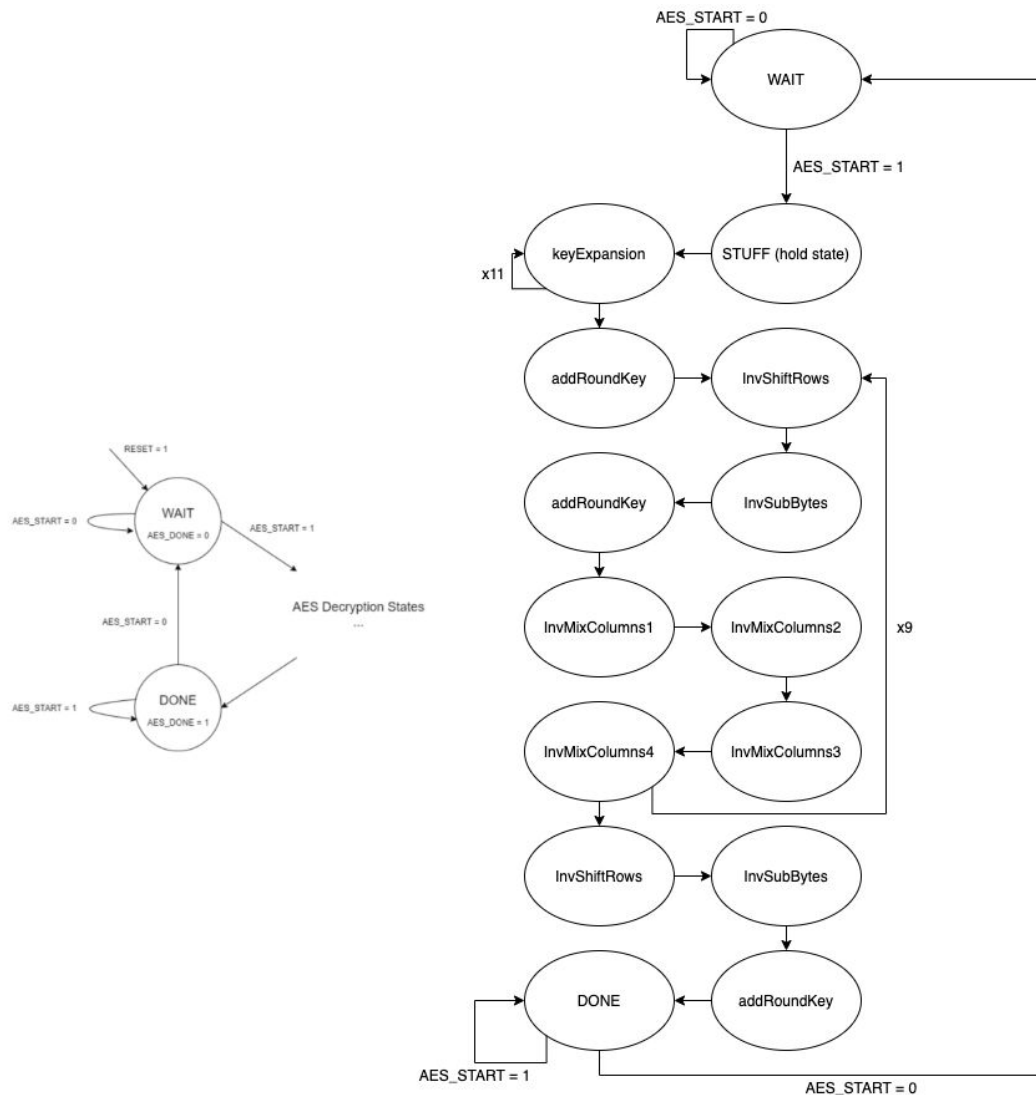 RESET = 1
WAIT
AES_DONE = 0
AES_START = 0
AES_START = 1
AES Decryption States
...
AES_START = 0
DONE
AES_DONE = 1
AES_START = 1
AES_START = 0
WAIT
AES_START = 1
keyExpansion
STUFF (hold state)
x11
addRoundKey
InvShiftRows
addRoundKey
InvSubBytes
InvMixColumns1
InvMixColumns2
x9
InvMixColumns4
InvMixColumns3
InvShiftRows
InvSubBytes
DONE
addRoundKey
AES_START = 1
AES_START = 0